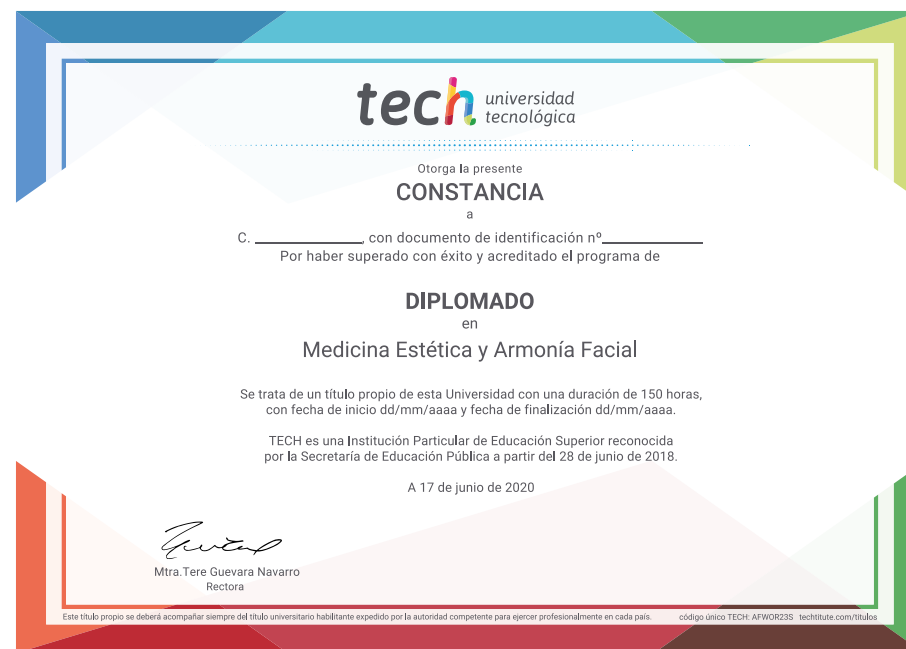 tech universidad
tecnológica
Otorga la presente
CONSTANCIA
a
C. ______________, con documento de identificación nº______________
Por haber superado con éxito y acreditado el programa de
DIPLOMADO
en
Medicina Estética y Armonía Facial
Se trata de un título propio de esta Universidad con una duración de 150 horas,
con fecha de inicio dd/mm/aaaa y fecha de finalización dd/mm/aaaa.
TECH es una Institución Particular de Educación Superior reconocida
por la Secretaría de Educación Pública a partir del 28 de junio de 2018.
A 17 de junio de 2020
Mtra.Tere Guevara Navarro
Rectora
Este título propio se deberá acompañar siempre del título universitario habilitante expedido por la autoridad competente para ejercer profesionalmente en cada país. código único TECH: AFWOR23S techtitute.com/titulos